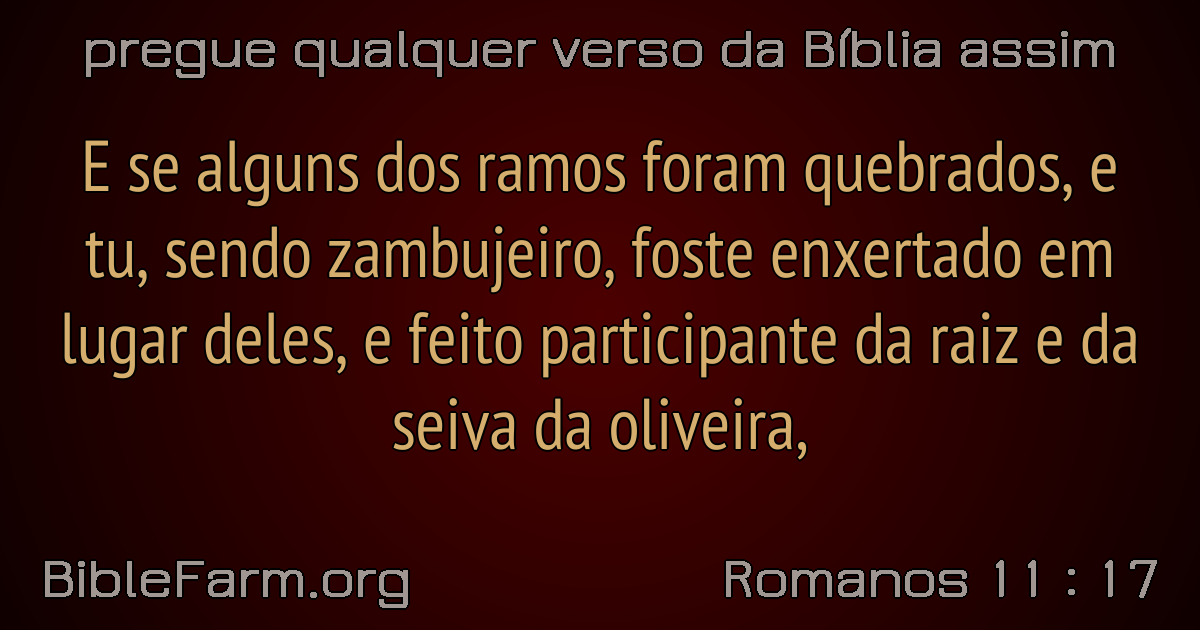 pregue qualquer verso da Bíblia assim
E se alguns dos ramos foram quebrados, e
tu, sendo zambujeiro, foste enxertado em
lugar deles, e feito participante da raiz e da
seiva da oliveira,
BibleFarm.org
Romanos 11 : 17